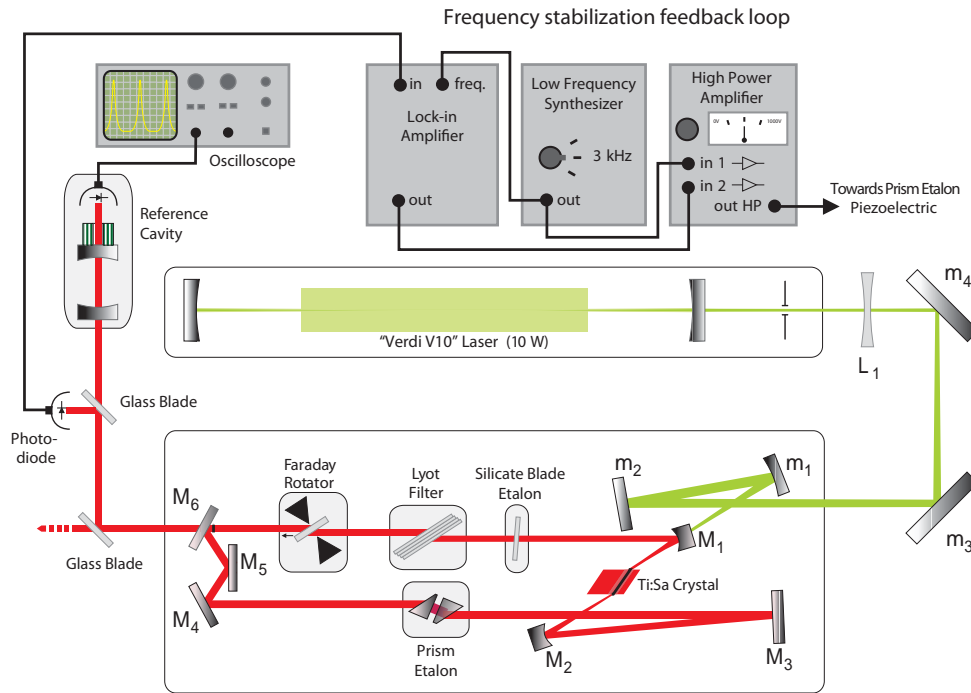 Frequency stabilization feedback loop
in
freq.
Lock-in
Amplifier
out
Low Frequency
Synthesizer
3 kHz
out
High Power
Amplifier
0V
1000V
in 1
in 2
out HP
Towards Prism Etalon
Piezoelectric
Oscilloscope
Reference
Cavity
"Verdi V10" Laser (10 W)
L1
m4
Glass Blade
Photo-
diode
Faraday
Rotator
Lyot
Filter
Silicate Blade
Etalon
m2
m1
m3
M6
M1
Glass Blade
M5
Ti:Sa Crystal
M4
Prism
Etalon
M2
M3